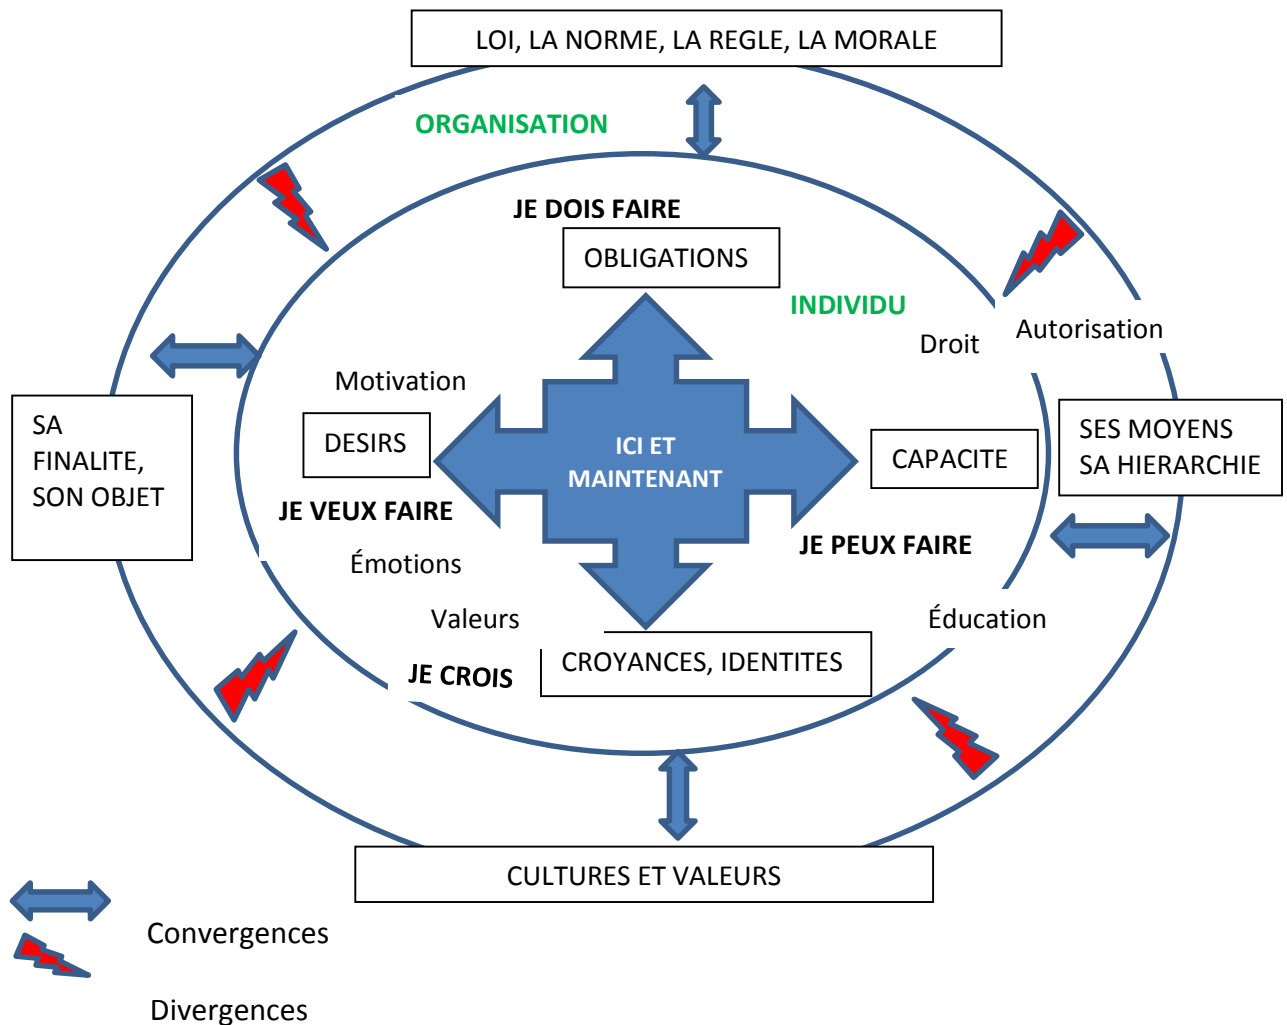 LOI, LA NORME, LA REGLE, LA MORALE
ORGANISATION
JE DOIS FAIRE
OBLIGATIONS
INDIVIDU
Droit
Autorisation
Motivation
SA
FINALITE,
SON OBJET
DESIRS
ICI ET
MAINTENANT
CAPACITE
SES MOYENS
SA HIERARCHIE
JE VEUX FAIRE
JE PEUX FAIRE
Émotions
Valeurs
Éducation
JE CROIS
CROYANCES, IDENTITES
CULTURES ET VALEURS
Convergences
Divergences